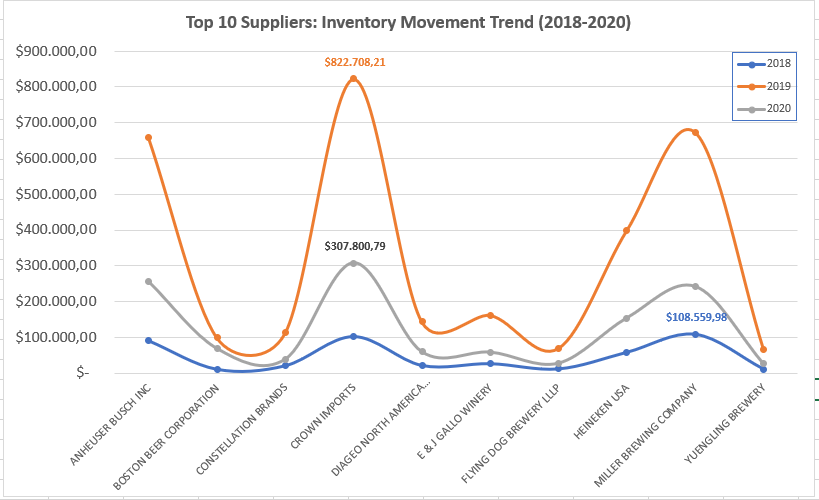 Top 10 Suppliers: Inventory Movement Trend (2018-2020)
$900.000,00
$800.000,00
$700.000,00
$600.000,00
$500.000,00
$400.000,00
$300.000,00
$200.000,00
$100.000,00
$-
$822.708,21
$307.800,79
$108.559,98
2018
2019
2020
ANHEUSER BUSCH INC
BOSTON BEER CORPORATION
CONSTELLATION BRANDS
CROWN IMPORTS
DIAGEO NORTH AMERICA...
E & J GALLO WINERY
FLYING DOG BREWERY LLLP
HEINEKEN USA
MILLER BREWING COMPANY
YUENGLING BREWERY